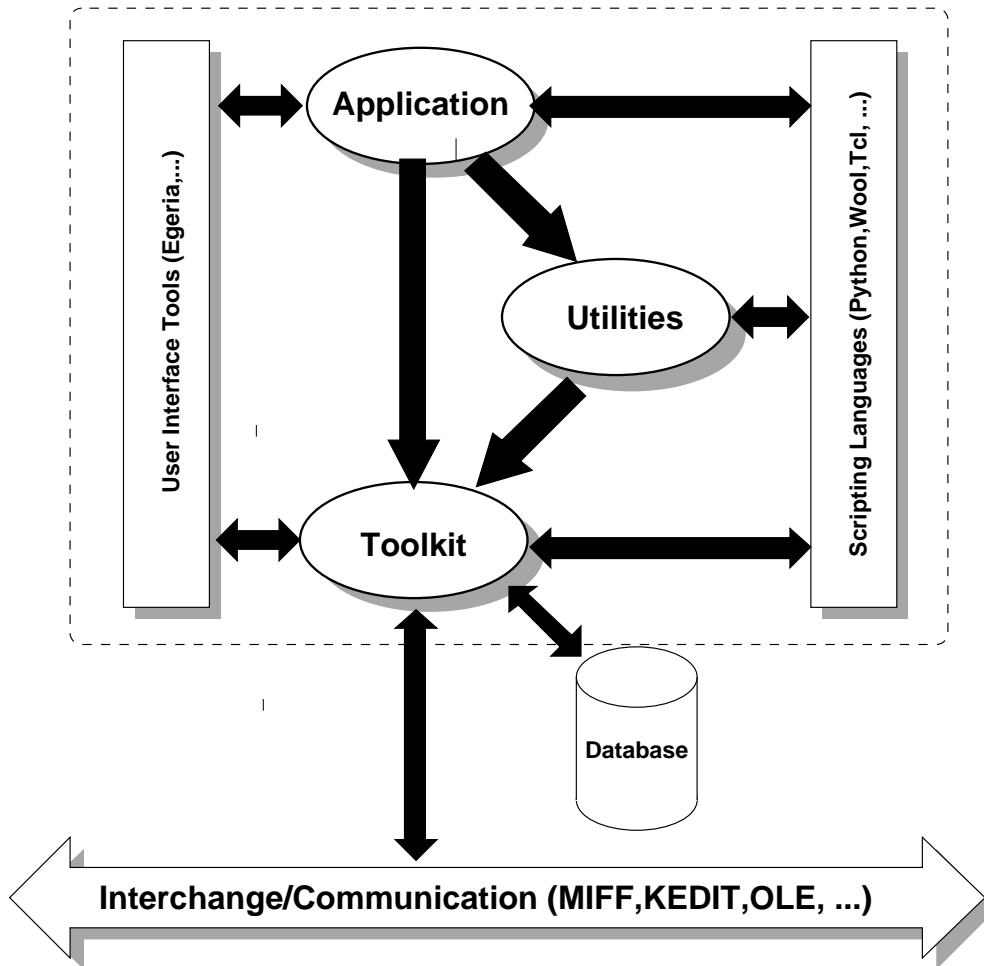 Application
User Interface Tools (Egeria,...)
Scripting Languages (Python,Wool,Tcl, ...)
Utilities
Toolkit
Database
Interchange/Communication (MIFF,KEDIT,OLE, ...)